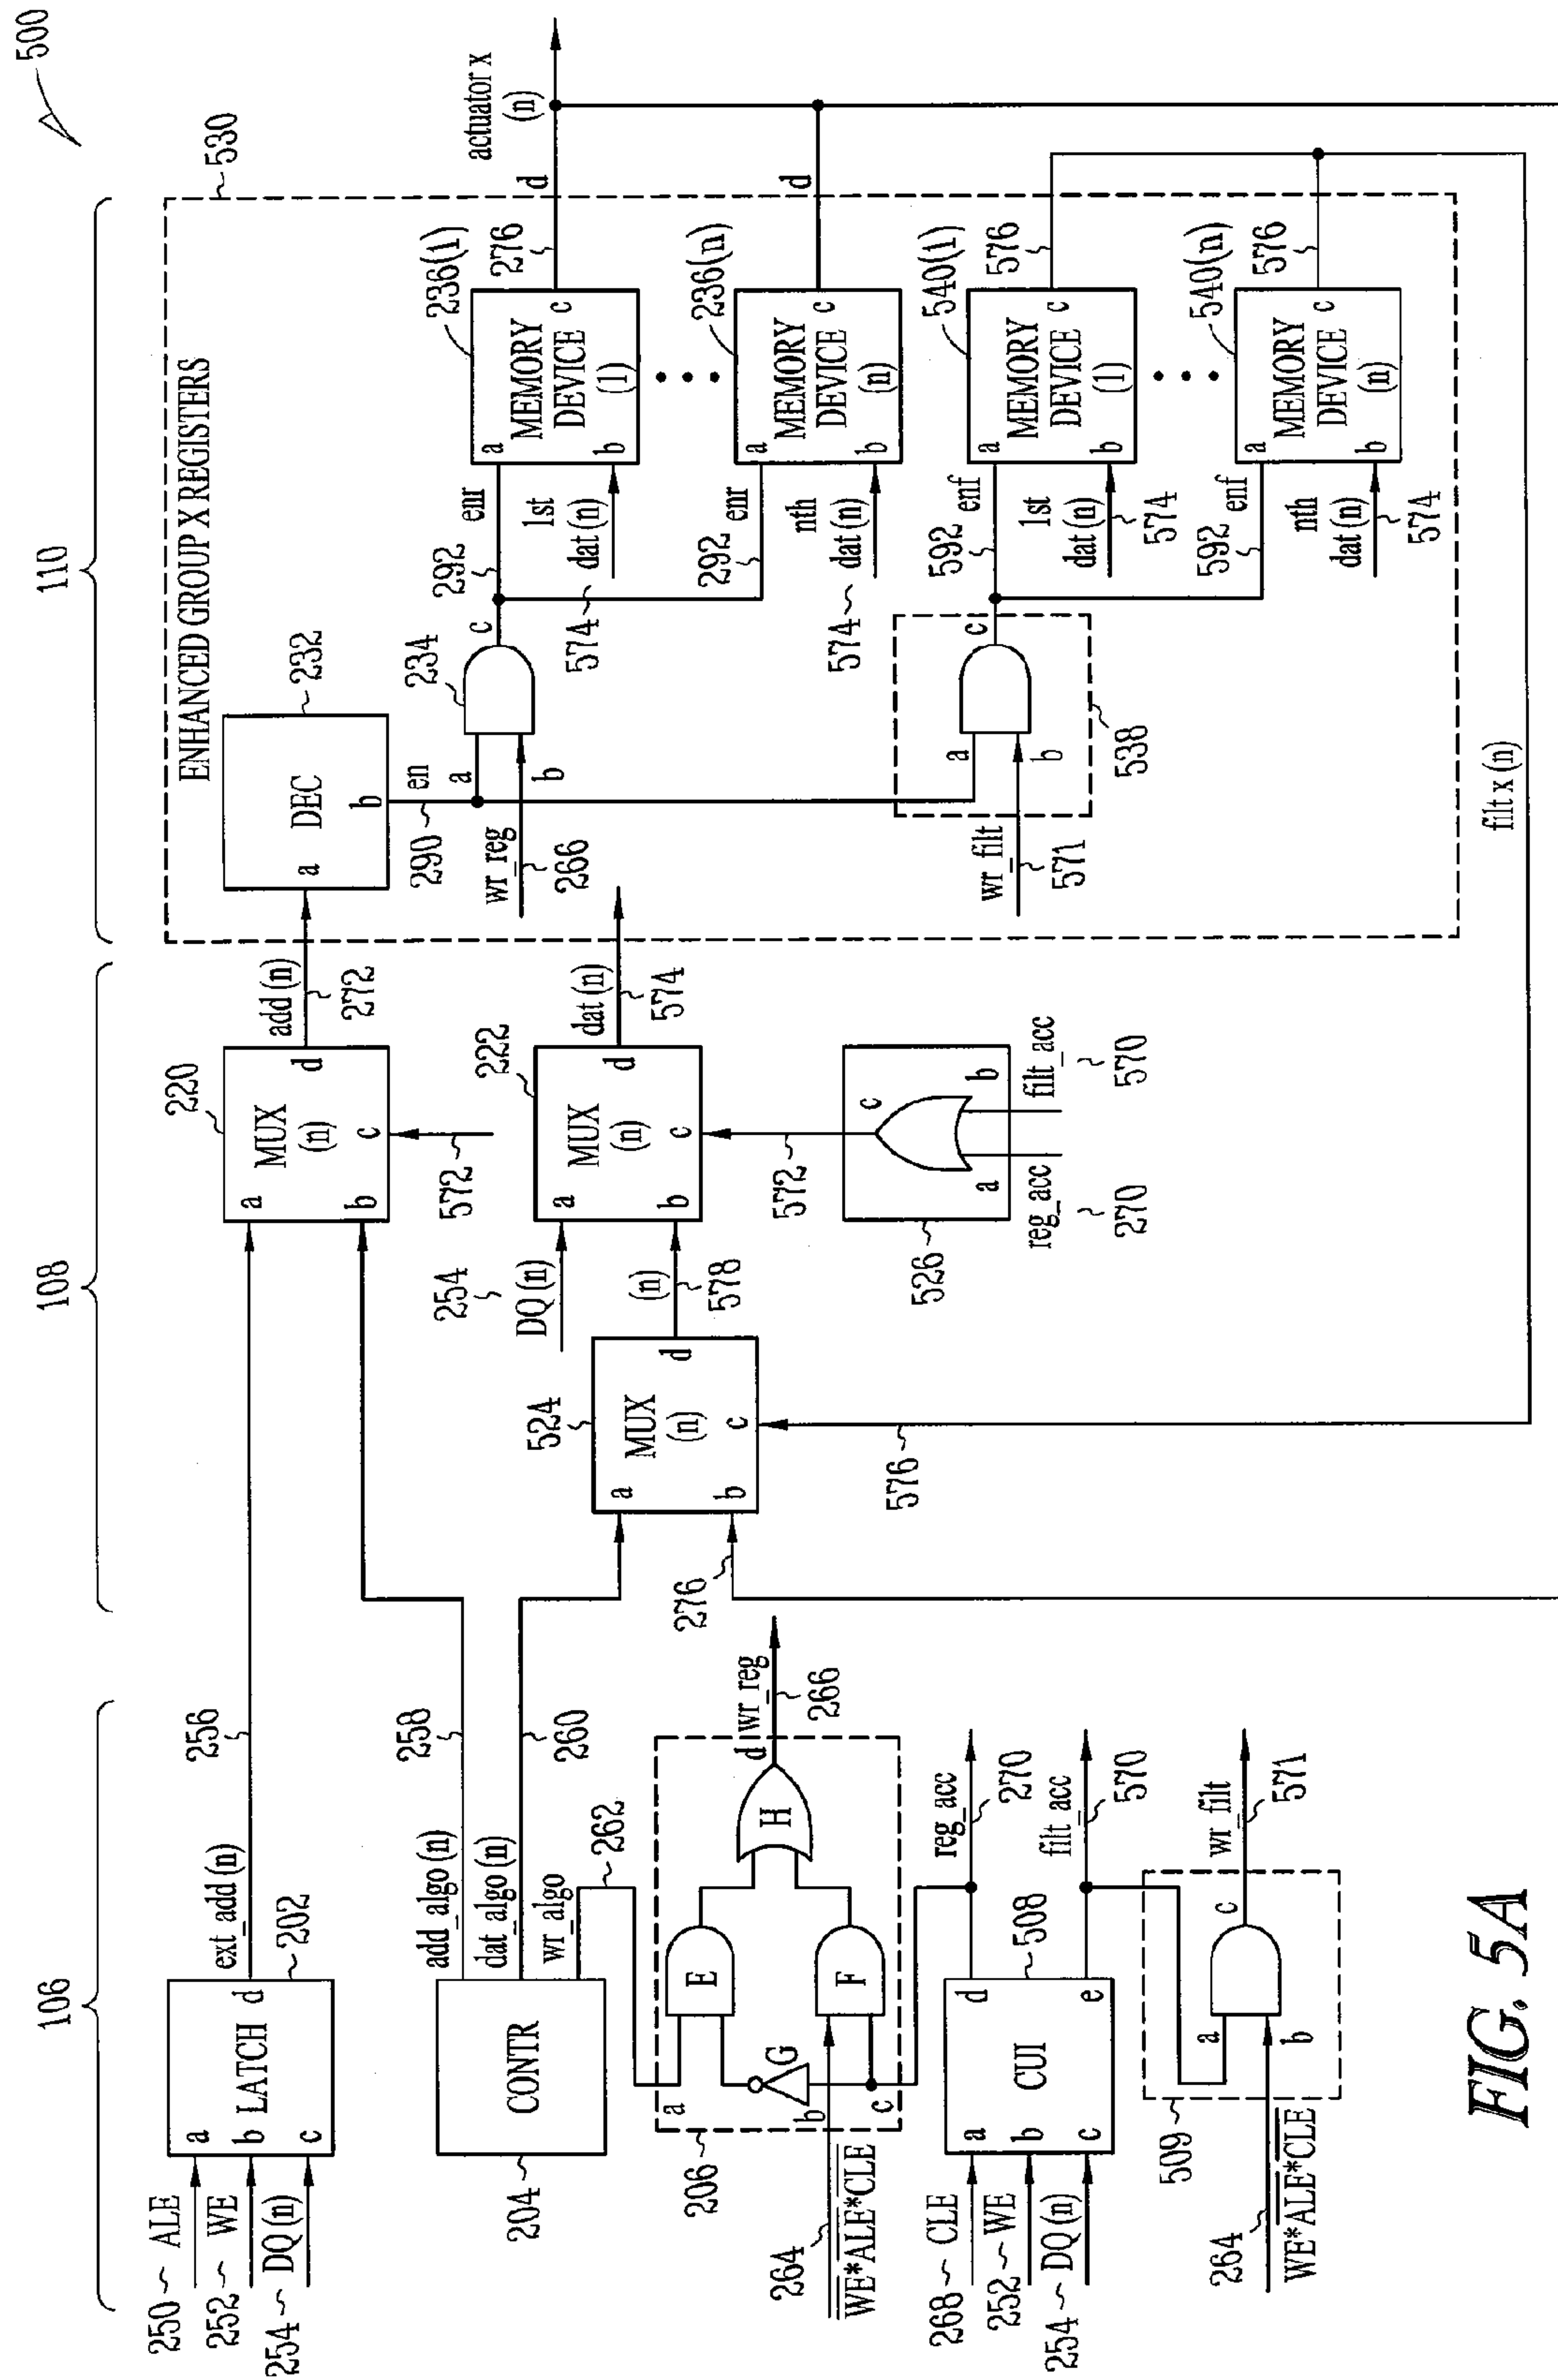 500
106
108
110
250 ALE
252 WE
254 DQ (n)
a
b LATCH d
c
202
ext_add (n)
256
a
MUX
(n)
b
c
d
220
572
add (n)
272
ENHANCED GROUP X REGISTERS
530
a
DEC
b
232
290
en
a
b
wr_reg
266
234
c
292
enr
1st
dat (n)
574
a
MEMORY
DEVICE
(1)
b
c
236(1)
276
d
actuator x
(n)
292
enr
nth
dat (n)
574
a
MEMORY
DEVICE
(n)
b
c
236(n)
d
204
CONTR
add_algo (n)
dat_algo (n)
wr_algo
258
260
262
254
DQ (n)
a
MUX
(n)
b
c
d
222
dat (n)
574
572
(n)
578
524
a
MUX
(n)
b
c
d
276
576
526
a
b
c
reg_acc
270
filt_acc
570
206
a
b
c
E
F
G
H
d
wr_reg
266
264
WE*ALE*CLE
268 CLE
252 WE
254 DQ (n)
a
b
c
CUI
d
e
508
reg_acc
270
filt_acc
570
509
a
b
c
wr_filt
571
264
WE*ALE*CLE
wr_filt
571
a
b
c
538
592
enf
1st
dat (n)
574
a
MEMORY
DEVICE
(1)
b
c
540(1)
576
592
enf
nth
dat (n)
574
a
MEMORY
DEVICE
(n)
b
c
540(n)
576
filt x (n)
FIG. 5A